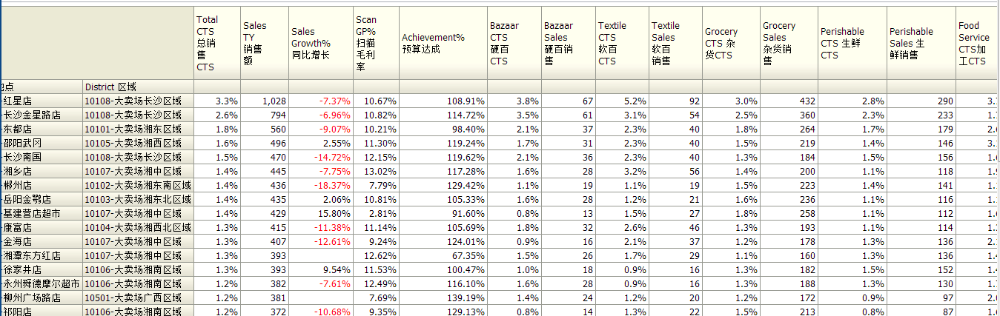 Total CTS 总销售 CTS Sales TY 销售额 Sales Growth% 同比增长 Scan GP% 扫描毛利率 Achievement% 预算达成 Bazaar CTS 硬百 CTS Bazaar Sales 硬百销售 Textile CTS 软百 CTS Textile Sales 软百销售 Grocery CTS 杂货CTS Grocery Sales 杂货销售 Perishable CTS 生鲜 CTS Perishable Sales 生鲜销售 Food Service CTS加工CTS
点 District 区域
-红星店 10108-大卖场长沙区域 3.3% 1,028 -7.37% 10.67% 108.91% 3.8% 67 5.2% 92 3.0% 432 2.8% 290
-长沙金星路店 10108-大卖场长沙区域 2.6% 794 -6.96% 10.82% 114.72% 3.5% 61 3.1% 54 2.5% 360 2.3% 233
-东都店 10101-大卖场湘东区域 1.8% 560 -9.07% 10.21% 98.40% 2.1% 37 2.3% 40 1.8% 264 1.7% 179
-邵阳武冈 10105-大卖场湘西区域 1.6% 496 2.55% 11.30% 119.24% 1.7% 31 2.3% 40 1.5% 219 1.4% 146
-长沙南国 10108-大卖场长沙区域 1.5% 470 -14.72% 12.15% 119.62% 2.1% 36 2.3% 40 1.3% 184 1.5% 156
-湘乡店 10107-大卖场湘中区域 1.4% 445 -7.75% 13.02% 117.28% 1.6% 28 3.2% 56 1.4% 200 1.1% 118
-郴州店 10102-大卖场湘东南区域 1.4% 436 -18.37% 7.79% 129.42% 1.1% 19 1.1% 19 1.5% 223 1.4% 141
-岳阳金鄂店 10103-大卖场湘东北区域 1.4% 435 2.06% 10.81% 105.33% 1.6% 28 1.2% 21 1.6% 236 1.1% 116
-基建营店超市 10107-大卖场湘中区域 1.4% 429 15.80% 2.81% 91.60% 0.8% 13 1.5% 27 1.8% 258 1.1% 112
-康富店 10104-大卖场湘西北区域 1.3% 415 -11.38% 11.14% 105.69% 1.8% 32 2.6% 46 1.3% 193 1.1% 114
-金海店 10107-大卖场湘中区域 1.3% 407 -12.61% 9.24% 124.01% 0.9% 16 2.1% 37 1.2% 178 1.3% 136
-湘潭东方红店 10107-大卖场湘中区域 1.3% 393 12.62% 67.35% 1.5% 26 1.7% 29 1.1% 160 1.3% 136
-徐家井店 10106-大卖场湘南区域 1.3% 393 9.54% 11.53% 100.47% 1.0% 18 0.9% 16 1.3% 182 1.5% 152
-永州舜德摩尔超市 10106-大卖场湘南区域 1.2% 382 -7.61% 12.49% 116.10% 1.6% 28 0.9% 16 1.3% 188 1.3% 130
-柳州广场路店 10501-大卖场广西区域 1.2% 381 7.69% 139.19% 1.4% 24 1.2% 20 1.2% 172 0.9% 97
-祁阳店 10106-大卖场湘南区域 1.2% 372 -10.68% 9.35% 129.13% 0.8% 14 1.3% 22 1.5% 213 0.8% 87